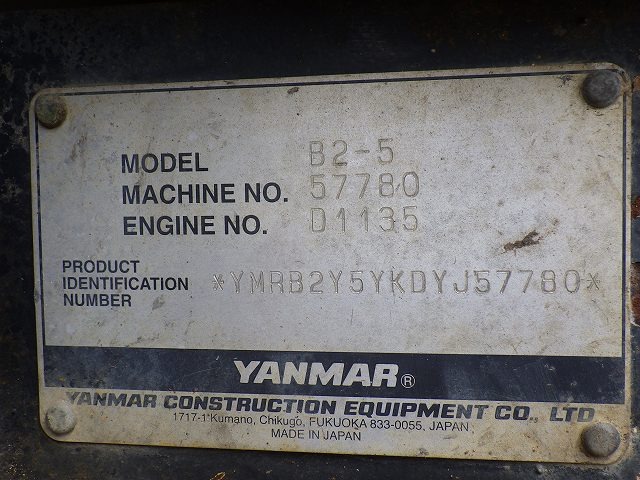 MODEL B2-5
MACHINE NO. 57780
ENGINE NO. D1135
PRODUCT
IDENTIFICATION
NUMBER
*YMRB2Y5YKDYJ57780*
YANMAR®
YANMAR CONSTRUCTION EQUIPMENT CO., LTD
1717-1 Kumano, Chikugo, FUKUOKA 833-0055, JAPAN
MADE IN JAPAN